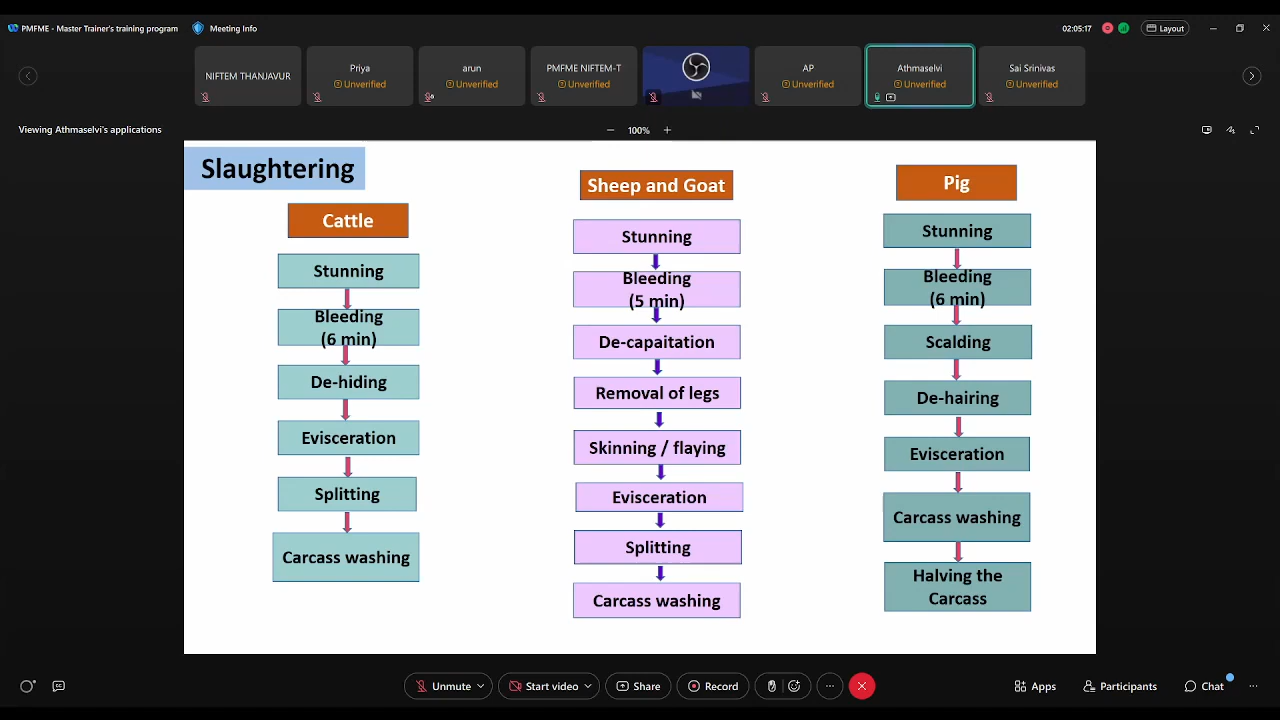 PMFME - Master Trainer's training program
Meeting Info
02:05:17
Layout
NIFTEM THANJAVUR
Priya
Unverified
arun
Unverified
PMFME NIFTEM-T
Unverified
AP
Unverified
Athmaselvi
Unverified
Sai Srinivas
Unverified
Viewing Athmaselvi's applications
100%
Slaughtering
Cattle
Stunning
Bleeding
(6 min)
De-hiding
Evisceration
Splitting
Carcass washing
Sheep and Goat
Stunning
Bleeding
(5 min)
De-capaitation
Removal of legs
Skinning / flaying
Evisceration
Splitting
Carcass washing
Pig
Stunning
Bleeding
(6 min)
Scalding
De-hairing
Evisceration
Carcass washing
Halving the
Carcass
Unmute
Start video
Share
Record
Apps
Participants
Chat